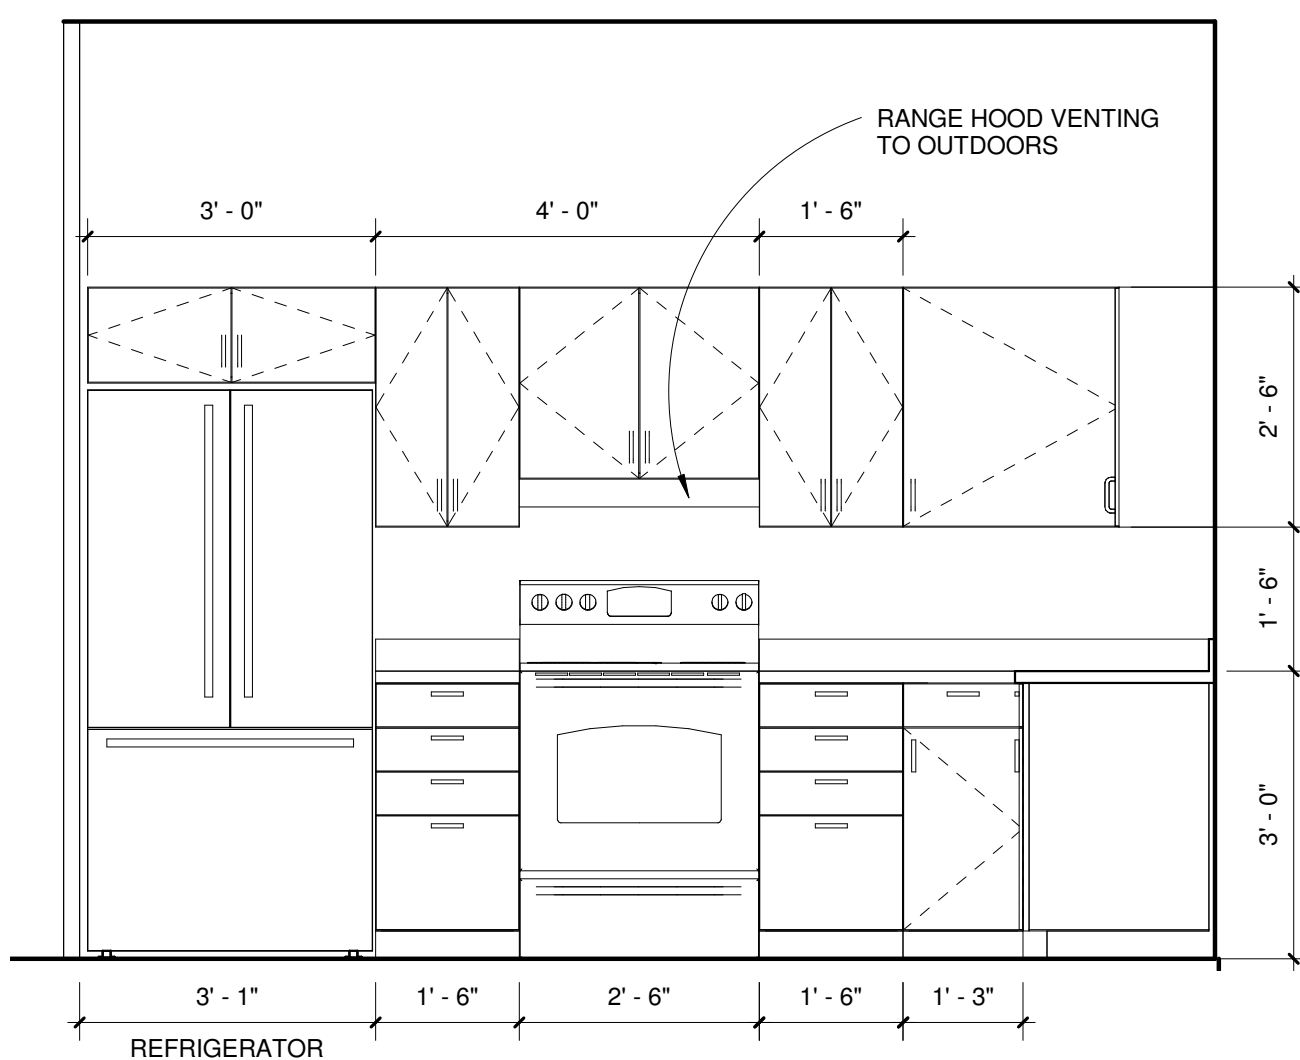 RANGE HOOD VENTING
TO OUTDOORS
3' - 0"
4' - 0"
1' - 6"
2' - 6"
1' - 6"
3' - 0"
3' - 1"
1' - 6"
2' - 6"
1' - 6"
1' - 3"
REFRIGERATOR